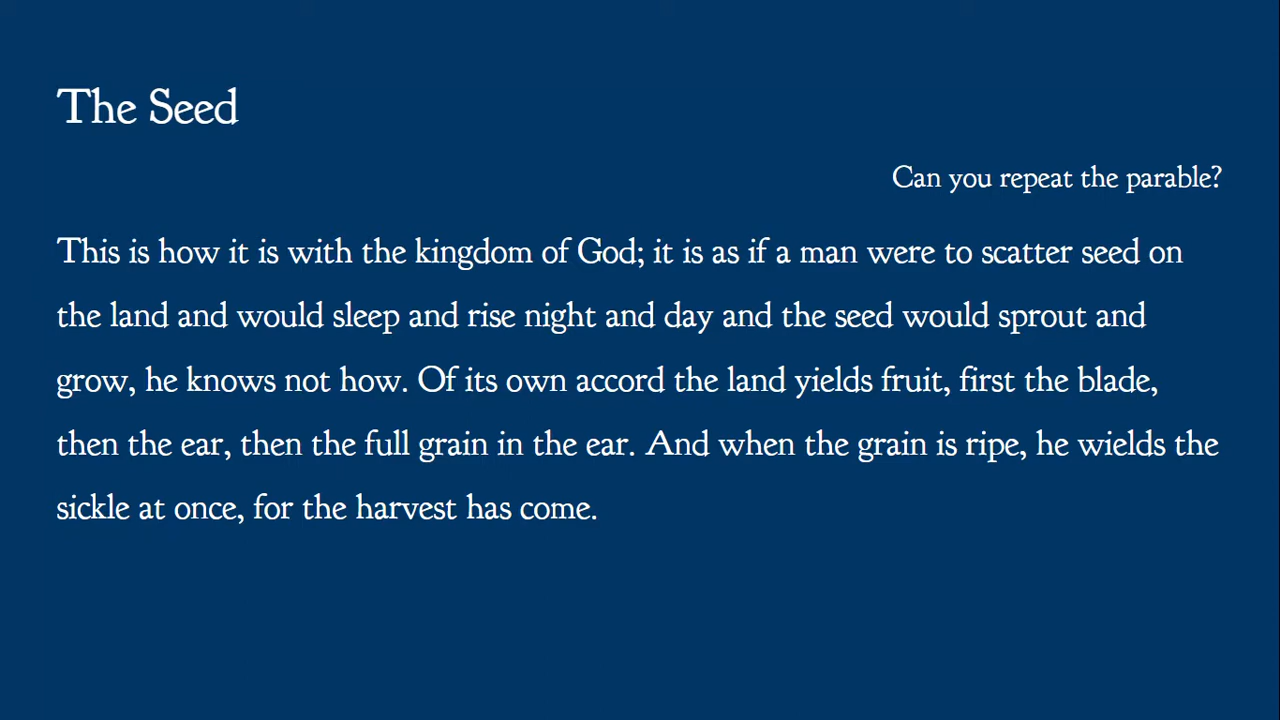 The Seed
Can you repeat the parable?
This is how it is with the kingdom of God; it is as if a man were to scatter seed on
the land and would sleep and rise night and day and the seed would sprout and
grow, he knows not how. Of its own accord the land yields fruit, first the blade,
then the ear, then the full grain in the ear. And when the grain is ripe, he wields the
sickle at once, for the harvest has come.